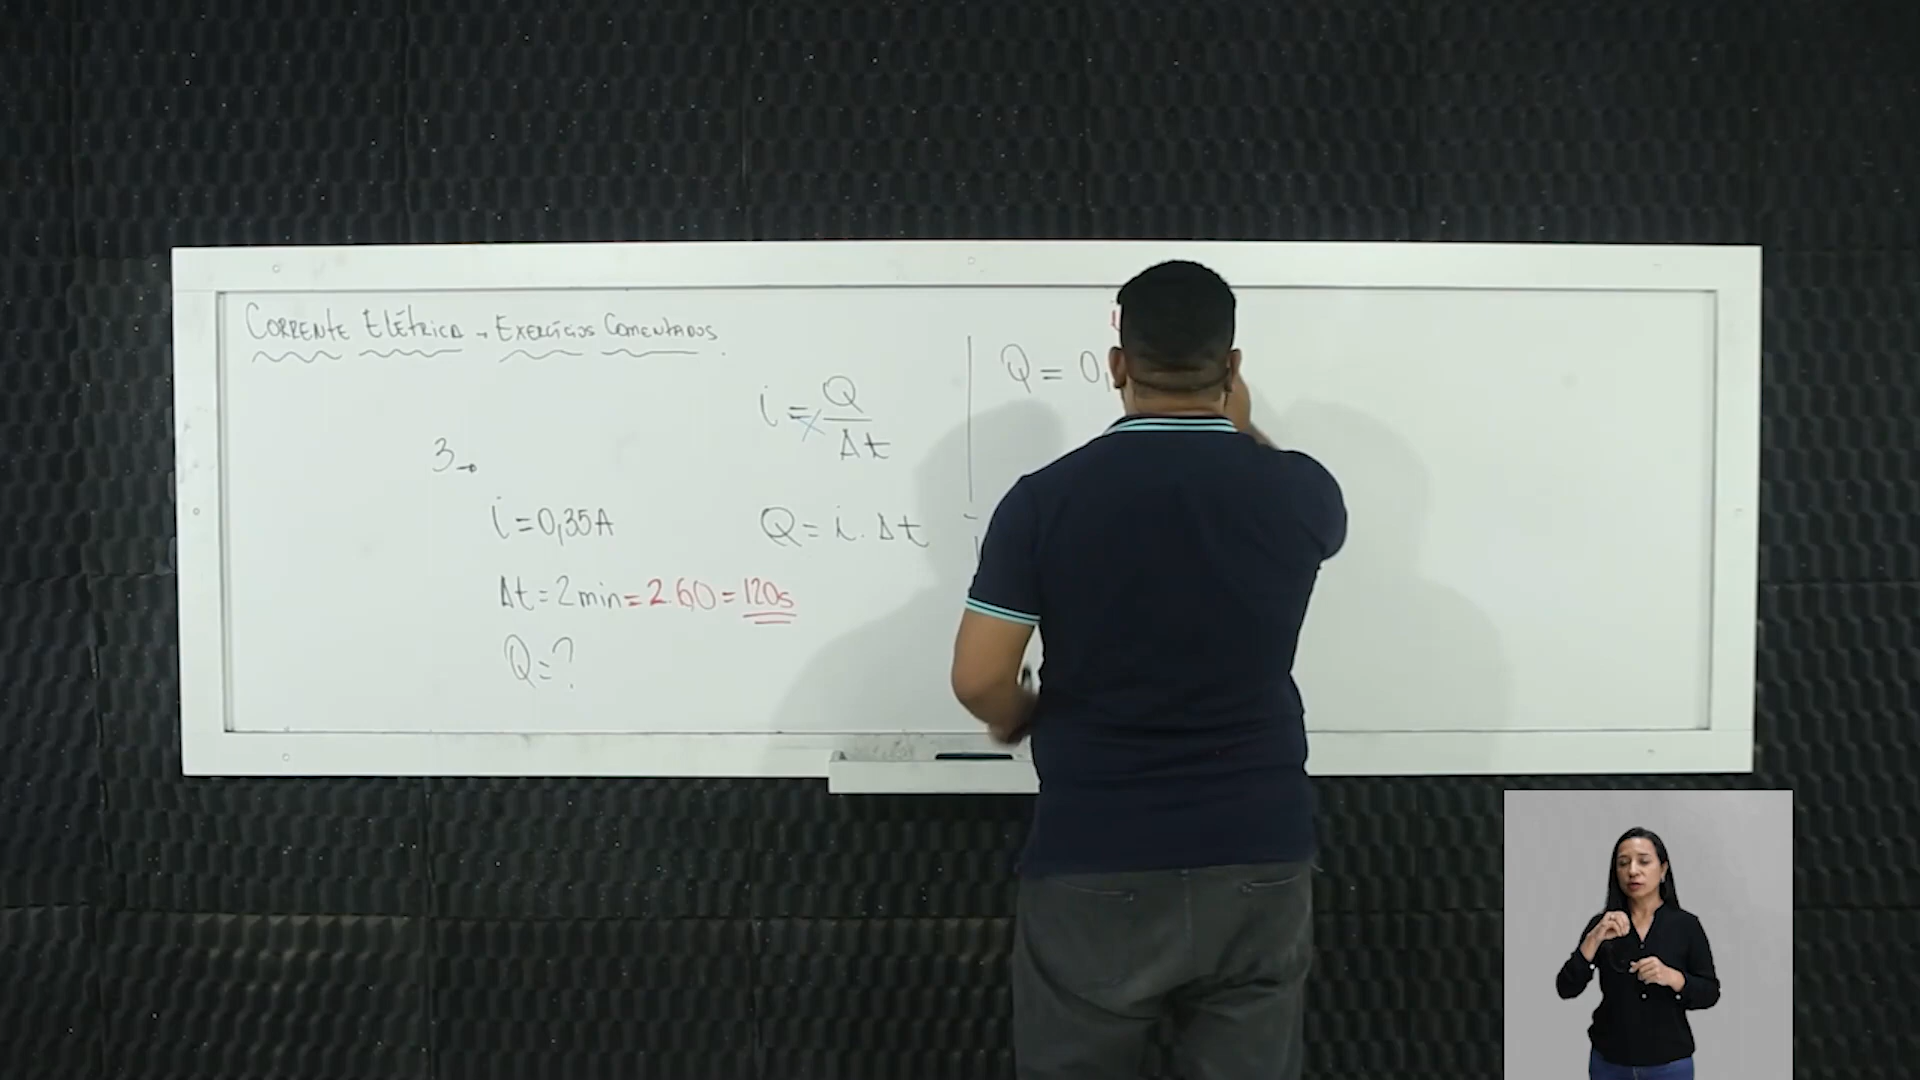 CORRENTE ELÉTRICA → EXERCÍCIOS COMENTADOS.
3 →
i = 0,35A
Δt = 2min = 2.60 = 120s
Q = ?
i = Q/Δt
Q = i . Δt
Q = 0,